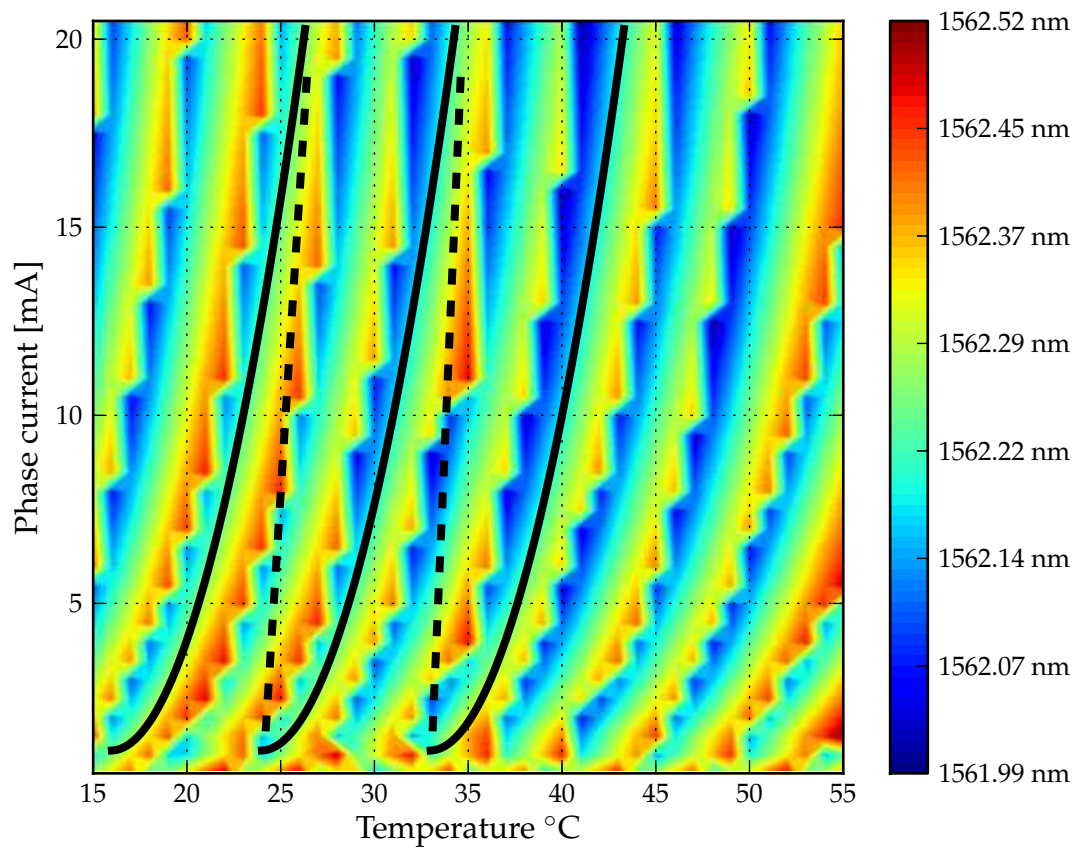 20
15
10
5
Phase current [mA]
15 20 25 30 35 40 45 50 55
Temperature °C
1562.52 nm
1562.45 nm
1562.37 nm
1562.29 nm
1562.22 nm
1562.14 nm
1562.07 nm
1561.99 nm